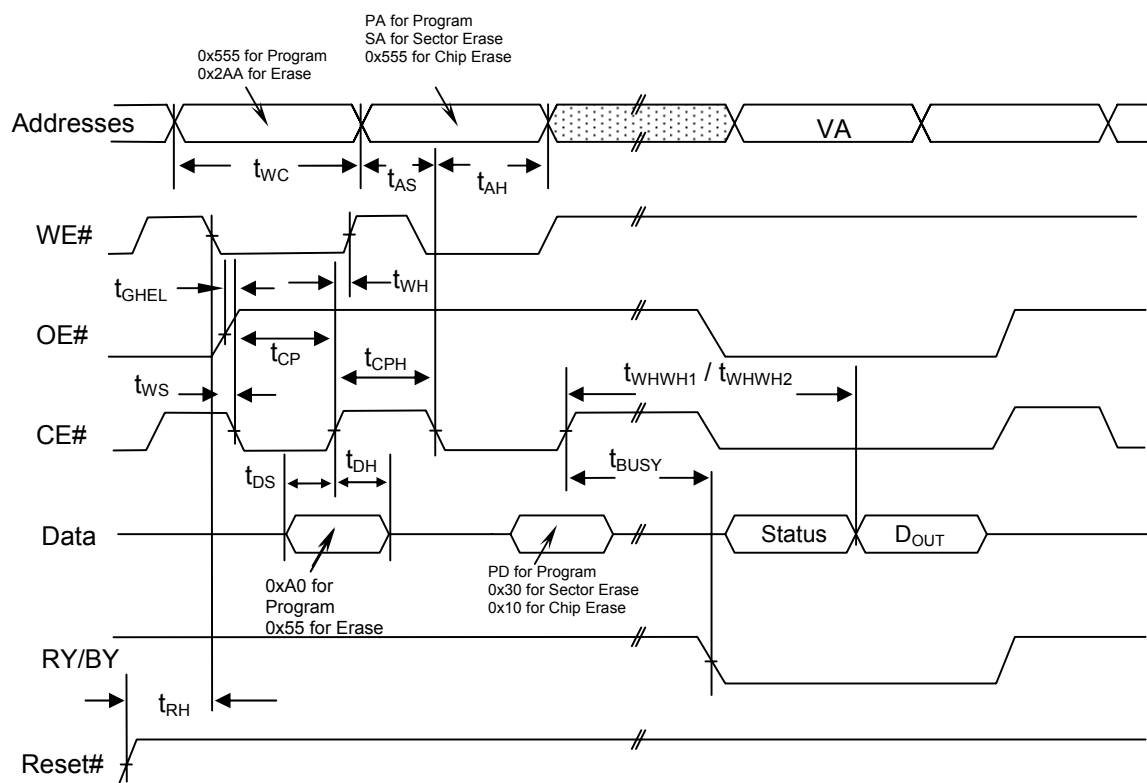 0x555 for Program
0x2AA for Erase
PA for Program
SA for Sector Erase
0x555 for Chip Erase
Addresses
VA
tWC
tAS
tAH
WE#
tGHEL
tWH
OE#
tCP
tCPH
tWHWH1 / tWHWH2
tWS
CE#
tDS
tDH
tBUSY
Data
Status
DOUT
0xA0 for
Program
0x55 for Erase
PD for Program
0x30 for Sector Erase
0x10 for Chip Erase
RY/BY
tRH
Reset#